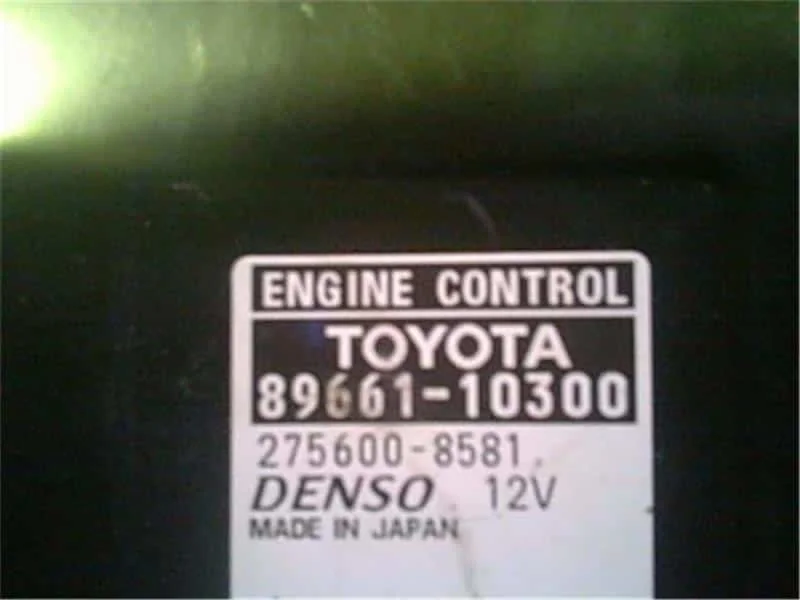 ENGINE CONTROL
TOYOTA
89661-10300
275600-8581
DENSO 12V
MADE IN JAPAN